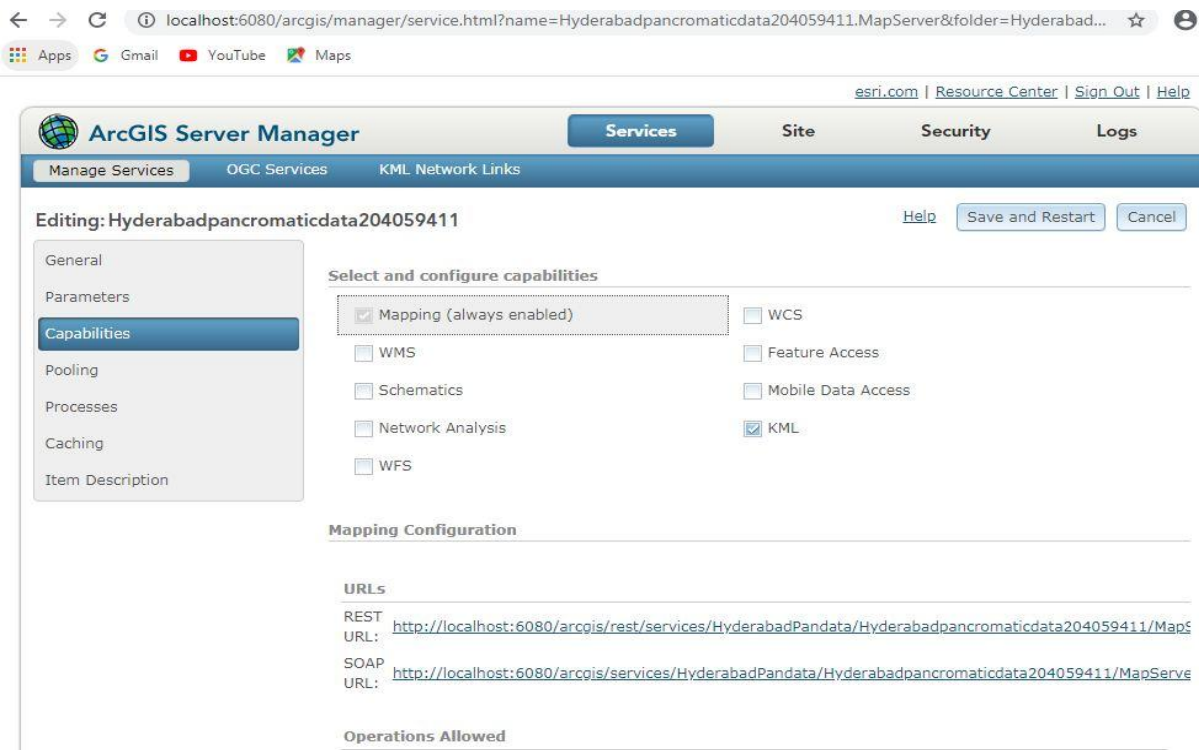 localhost:6080/arcgis/manager/service.html?name=Hyderabadpancromaticdata204059411.MapServer&folder=Hyderabad...
Apps Gmail YouTube Maps
esri.com | Resource Center | Sign Out | Help
ArcGIS Server Manager Services Site Security Logs
Manage Services OGC Services KML Network Links
Editing: Hyderabadpancromaticdata204059411 Help Save and Restart Cancel
General
Parameters
Capabilities
Pooling
Processes
Caching
Item Description
Select and configure capabilities
Mapping (always enabled) WCS
WMS Feature Access
Schematics Mobile Data Access
Network Analysis KML
WFS
Mapping Configuration
URLs
REST URL: http://localhost:6080/arcgis/rest/services/HyderabadPandata/Hyderabadpancromaticdata204059411/MapS
SOAP URL: http://localhost:6080/arcgis/services/HyderabadPandata/Hyderabadpancromaticdata204059411/MapServe
Operations Allowed